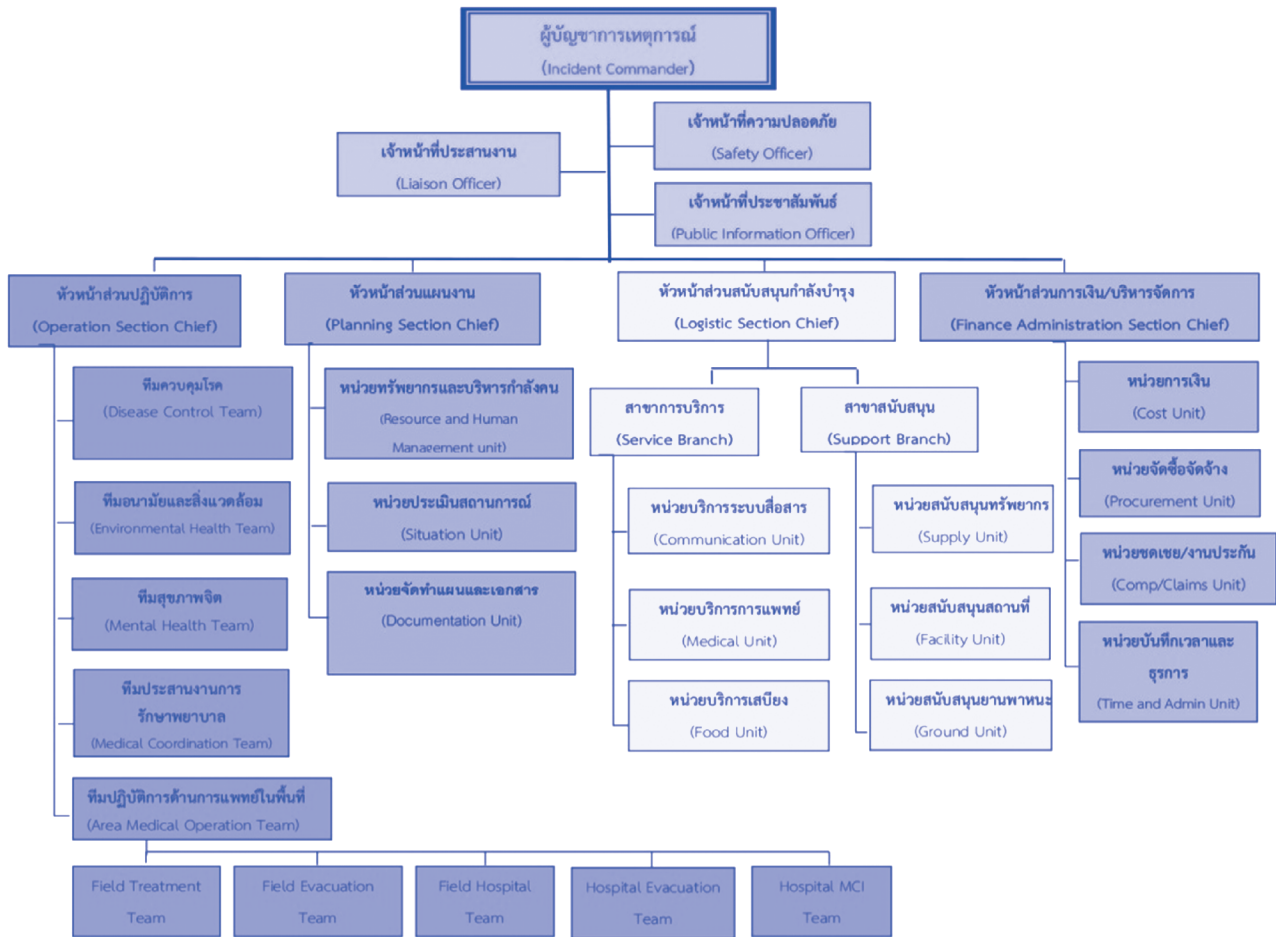 ผู้บัญชาการเหตุการณ์
(Incident Commander)
เจ้าหน้าที่ความปลอดภัย
(Safety Officer)
เจ้าหน้าที่ประสานงาน
(Liaison Officer)
เจ้าหน้าที่ประชาสัมพันธ์
(Public Information Officer)
หัวหน้าส่วนปฏิบัติการ
(Operation Section Chief)
หัวหน้าส่วนแผนงาน
(Planning Section Chief)
หัวหน้าส่วนสนับสนุนกำลังบำรุง
(Logistic Section Chief)
หัวหน้าส่วนการเงิน/บริหารจัดการ
(Finance Administration Section Chief)
ทีมควบคุมโรค
(Disease Control Team)
ทีมอนามัยและสิ่งแวดล้อม
(Environmental Health Team)
ทีมสุขภาพจิต
(Mental Health Team)
ทีมประสานงานการ
รักษาพยาบาล
(Medical Coordination Team)
ทีมปฏิบัติการด้านการแพทย์ในพื้นที่
(Area Medical Operation Team)
Field Treatment
Team
Field Evacuation
Team
Field Hospital
Team
Hospital Evacuation
Team
Hospital MCI
Team
หน่วยทรัพยากรและบริหารกำลังคน
(Resource and Human
Management unit)
หน่วยประเมินสถานการณ์
(Situation Unit)
หน่วยจัดทำแผนและเอกสาร
(Documentation Unit)
สาขาการบริการ
(Service Branch)
หน่วยบริการระบบสื่อสาร
(Communication Unit)
หน่วยบริการการแพทย์
(Medical Unit)
หน่วยบริการเสบียง
(Food Unit)
สาขาสนับสนุน
(Support Branch)
หน่วยสนับสนุนทรัพยากร
(Supply Unit)
หน่วยสนับสนุนสถานที่
(Facility Unit)
หน่วยสนับสนุนยานพาหนะ
(Ground Unit)
หน่วยการเงิน
(Cost Unit)
หน่วยจัดซื้อจัดจ้าง
(Procurement Unit)
หน่วยชดเชย/งานประกัน
(Comp/Claims Unit)
หน่วยบันทึกเวลาและ
ธุรการ
(Time and Admin Unit)